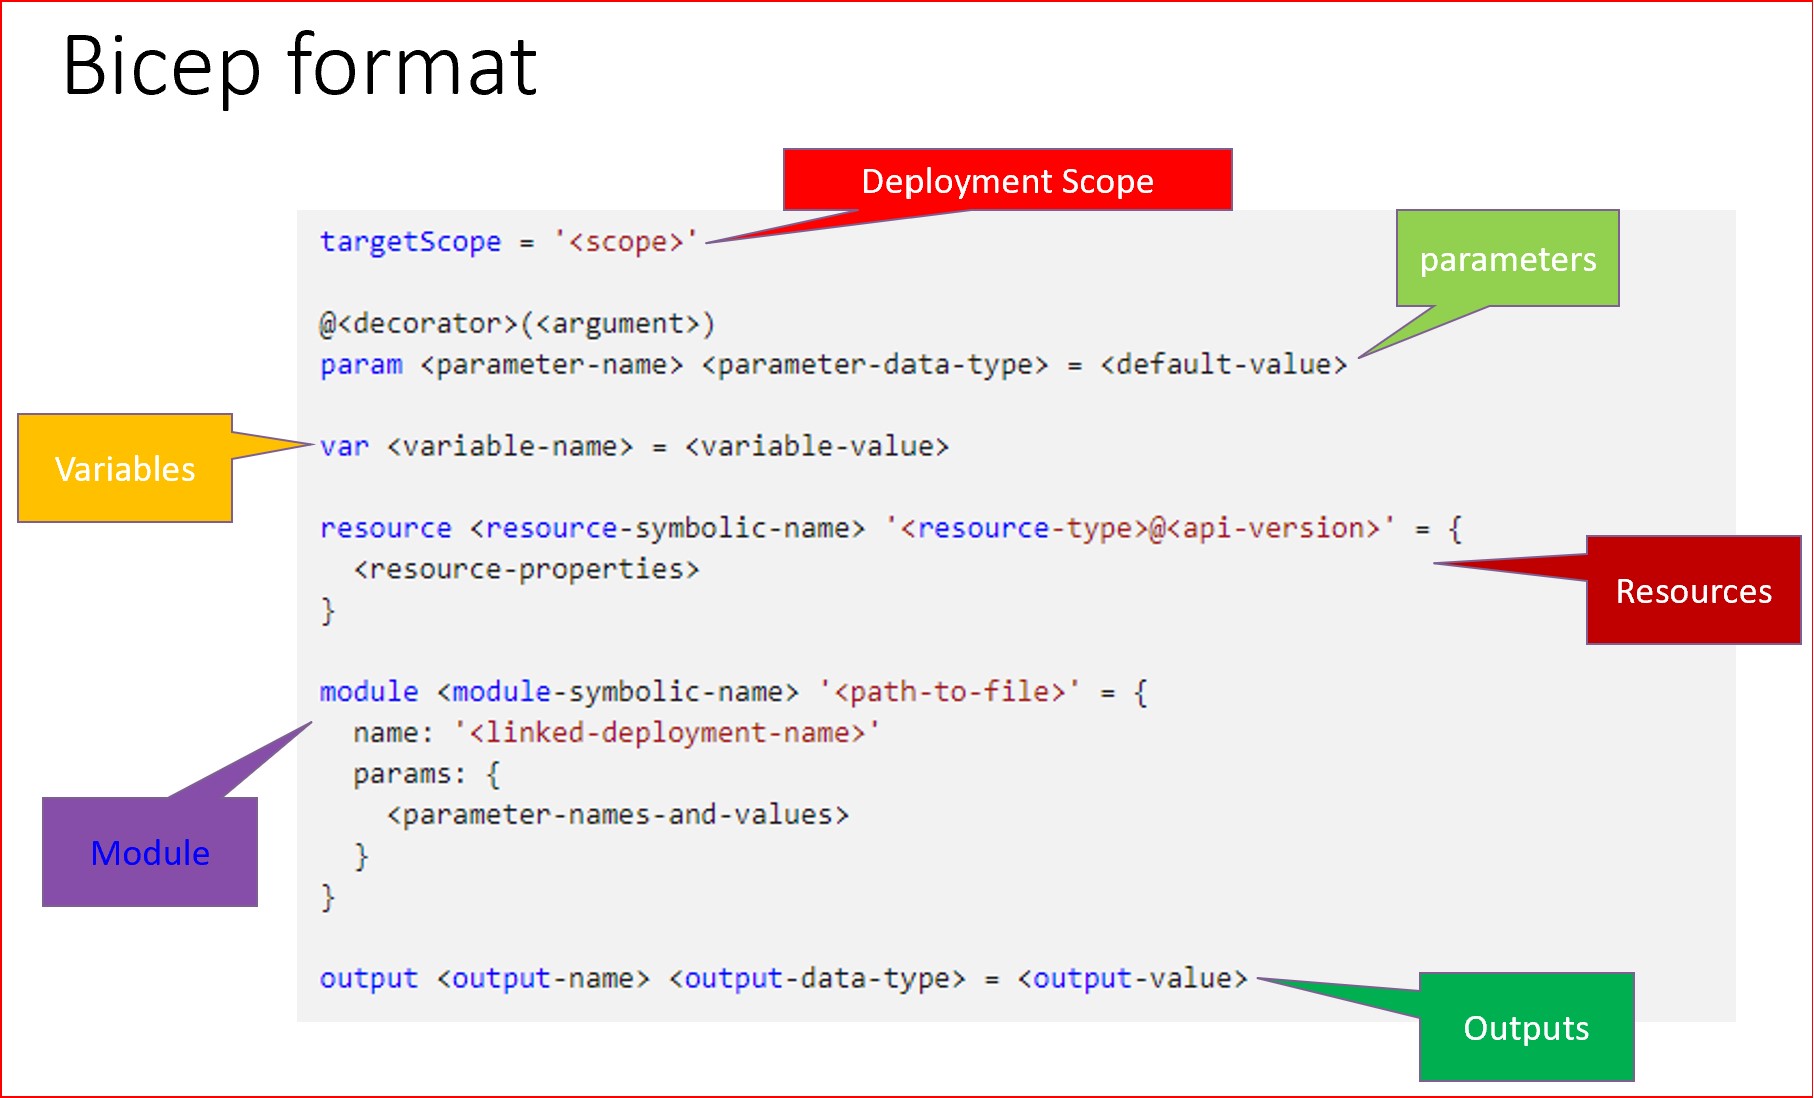 Bicep format
Deployment Scope
targetScope = '<scope>'
parameters
@<decorator>(<argument>)
param <parameter-name> <parameter-data-type> = <default-value>
Variables
var <variable-name> = <variable-value>
resource <resource-symbolic-name> '<resource-type>@<api-version>' = {
  <resource-properties>
}
Resources
module <module-symbolic-name> '<path-to-file>' = {
  name: '<linked-deployment-name>'
  params: {
    <parameter-names-and-values>
  }
}
Module
output <output-name> <output-data-type> = <output-value>
Outputs